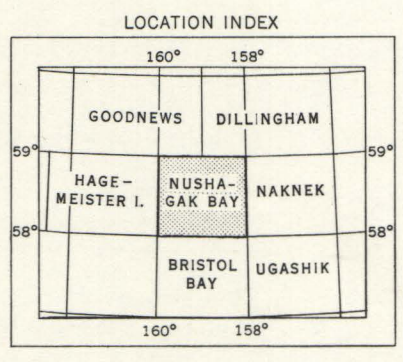 LOCATION INDEX
160° 158°
GOODNEWS DILLINGHAM
59° 59°
HAGE-
MEISTER I.
NUSHA-
GAK BAY
NAKNEK
58° 58°
BRISTOL
BAY
UGASHIK
160° 158°